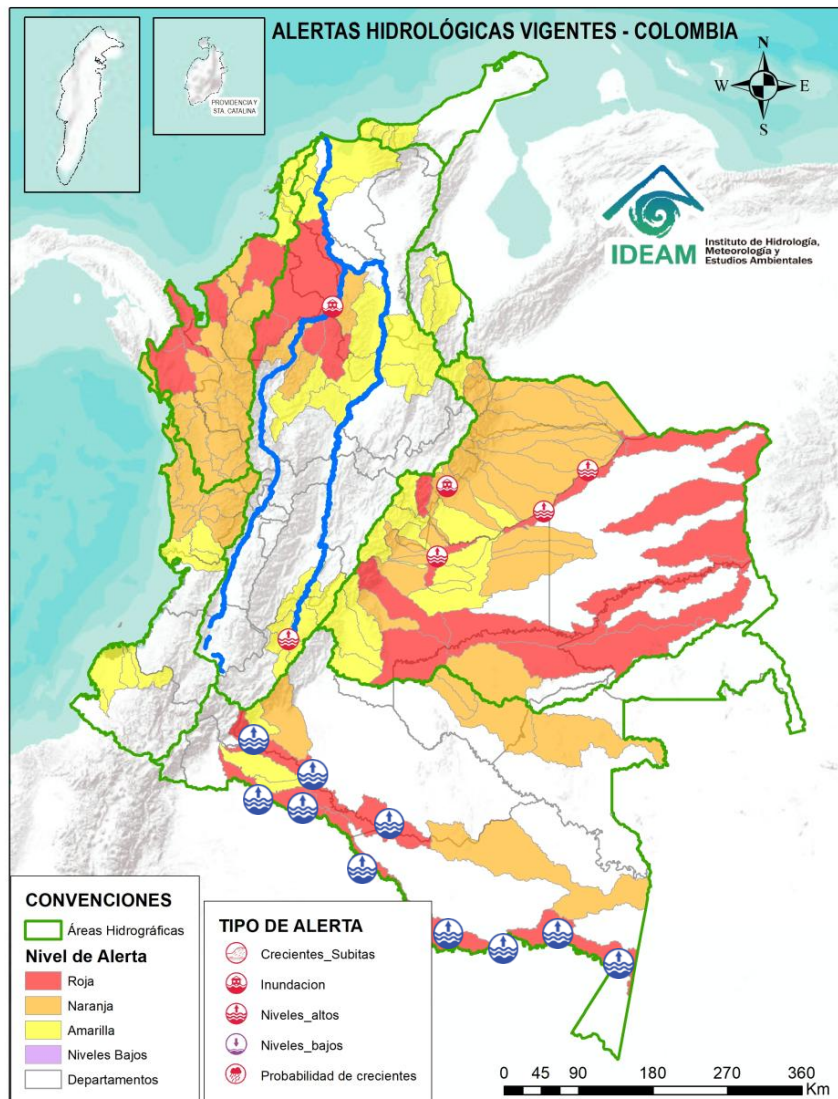 ALERTAS HIDROLÓGICAS VIGENTES - COLOMBIA
PROVIDENCIA Y
STA. CATALINA
N
W
E
S
IDEAM
Instituto de Hidrología,
Meteorología y
Estudios Ambientales
CONVENCIONES
Áreas Hidrográficas
Nivel de Alerta
Roja
Naranja
Amarilla
Niveles Bajos
Departamentos
TIPO DE ALERTA
Crecientes_Subitas
Inundacion
Niveles_altos
Niveles_bajos
Probabilidad de crecientes
0 45 90 180 270 360
Km